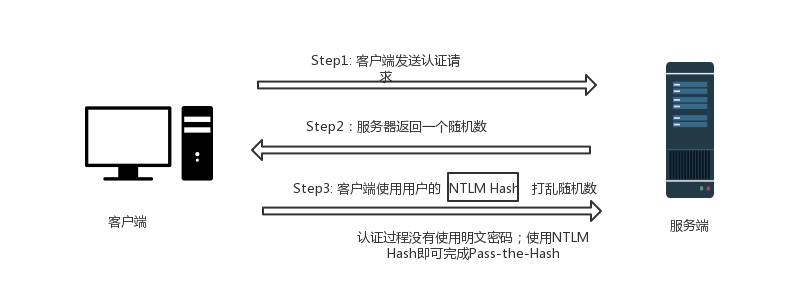 Step1: 客户端发送认证请
求
Step2：服务器返回一个随机数
Step3: 客户端使用用户的 NTLM Hash 打乱随机数
客户端
服务端
认证过程没有使用明文密码；使用NTLM
Hash即可完成Pass-the-Hash